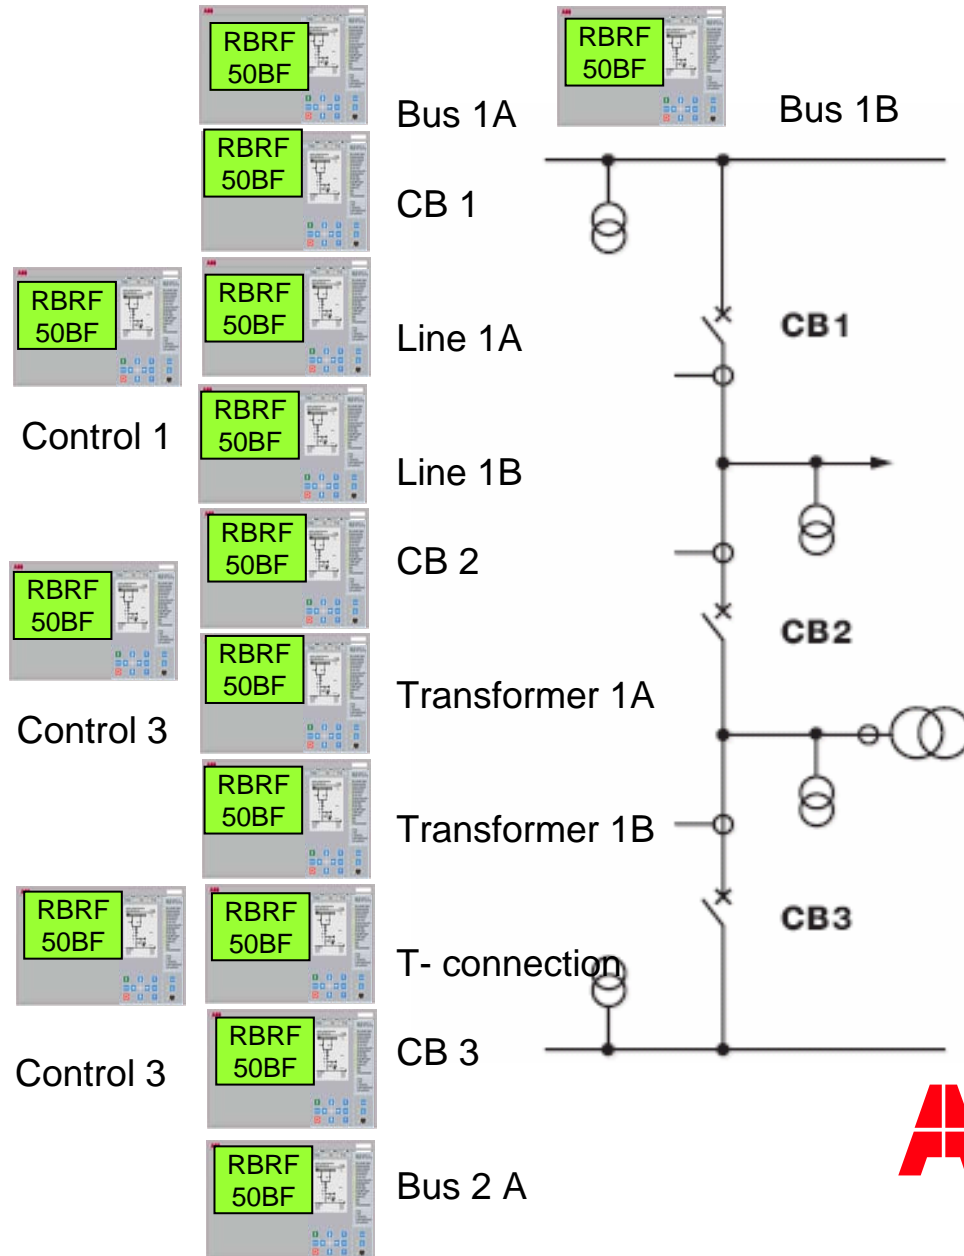 RBRF
50BF
Bus 1A
RBRF
50BF
Bus 1B
RBRF
50BF
CB 1
RBRF
50BF
Control 1
RBRF
50BF
Line 1A
RBRF
50BF
Line 1B
RBRF
50BF
CB 2
RBRF
50BF
Control 3
RBRF
50BF
Transformer 1A
RBRF
50BF
Transformer 1B
RBRF
50BF
Control 3
RBRF
50BF
T- connection
RBRF
50BF
CB 3
RBRF
50BF
Bus 2 A
CB1
CB2
CB3